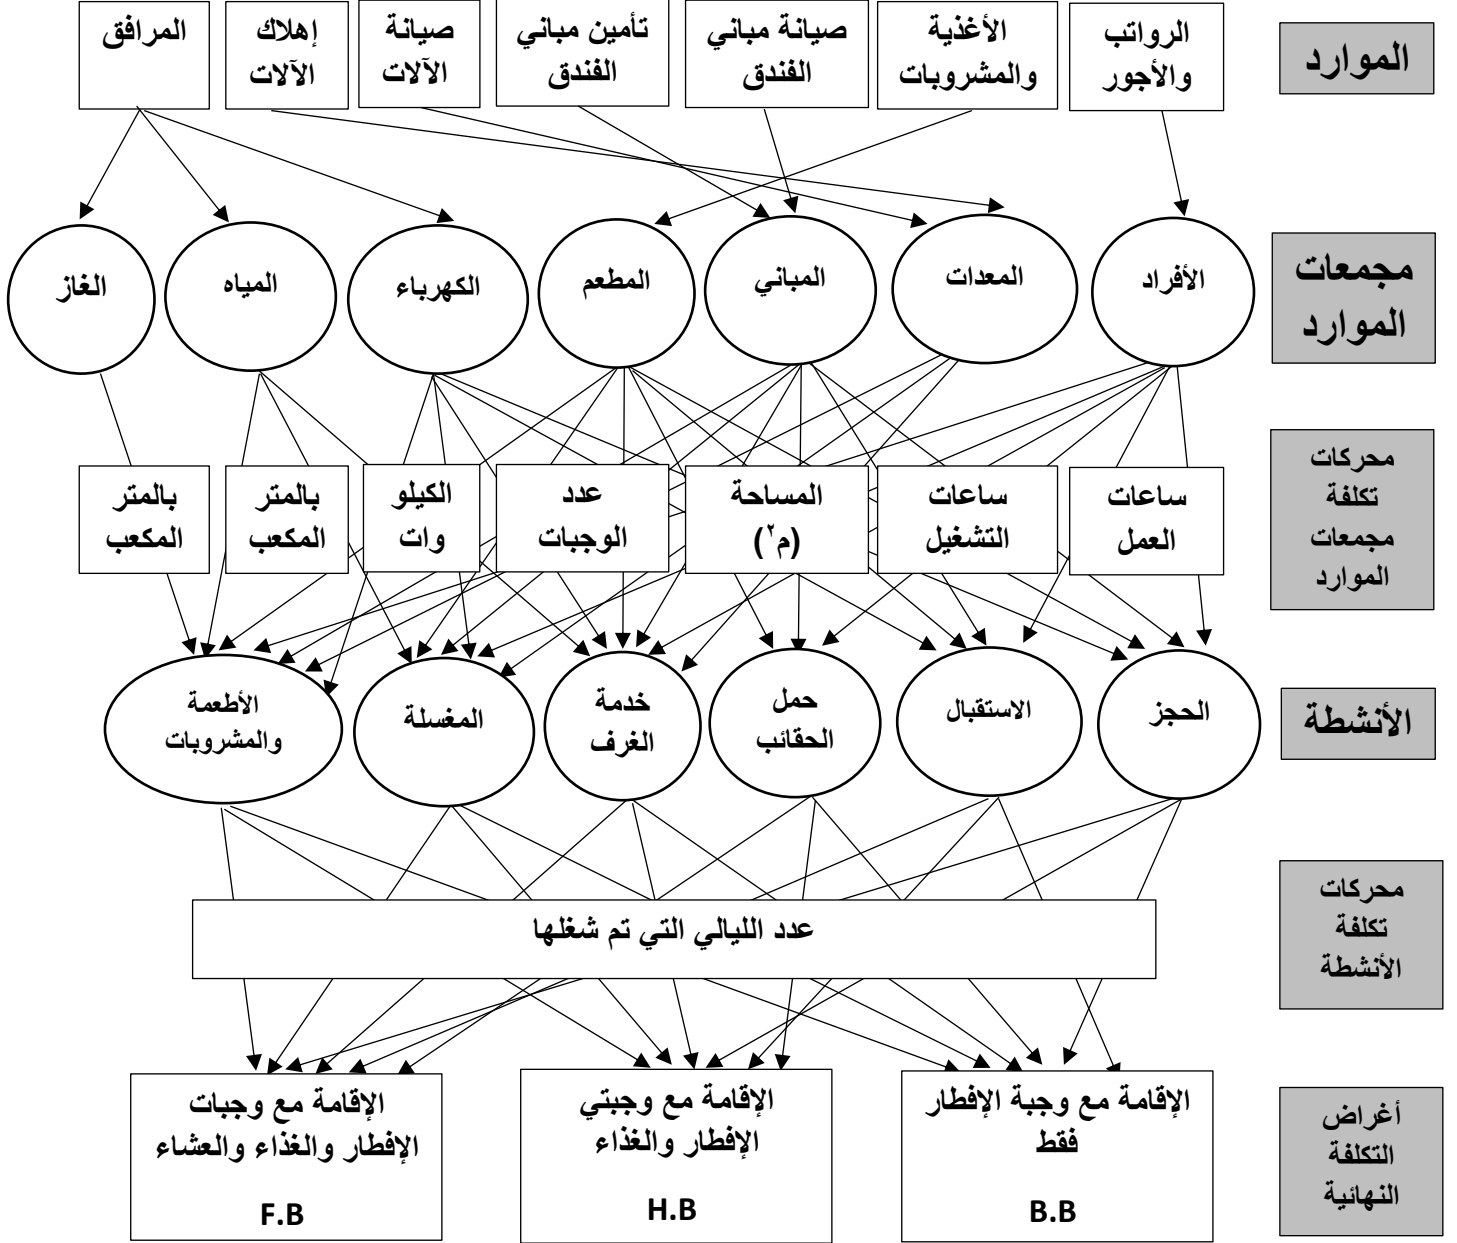 الموارد
الرواتب
والأجور
الأغذية
والمشروبات
صيانة مباني
الفندق
تأمين مباني
الفندق
صيانة
الآلات
إهلاك
الآلات
المرافق
مجمعات
الموارد
الأفراد
المعدات
المباني
المطعم
الكهرباء
المياه
الغاز
محركات
تكلفة
مجمعات
الموارد
ساعات
العمل
ساعات
التشغيل
المساحة
(م٢)
عدد
الوجبات
الكيلو
وات
بالمتر
المكعب
بالمتر
المكعب
الأنشطة
الحجز
الاستقبال
حمل
الحقائب
خدمة
الغرف
المغسلة
الأطعمة
والمشروبات
محركات
تكلفة
الأنشطة
عدد الليالي التي تم شغلها
أغراض
التكلفة
النهائية
الإقامة مع وجبة الإفطار
فقط
B.B
الإقامة مع وجبتي
الإفطار والغذاء
H.B
الإقامة مع وجبات
الإفطار والغذاء والعشاء
F.B